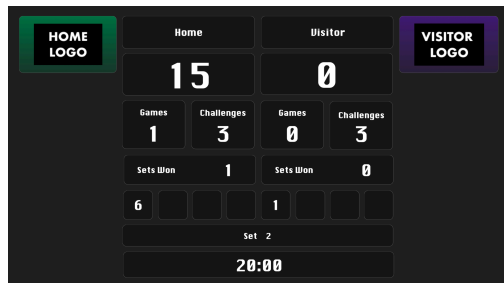 HOME
LOGO
Home
Visitor
VISITOR
LOGO
15
0
Games
1
Challenges
3
Games
0
Challenges
3
Sets Won 1
Sets Won 0
6
1
Set 2
20:00